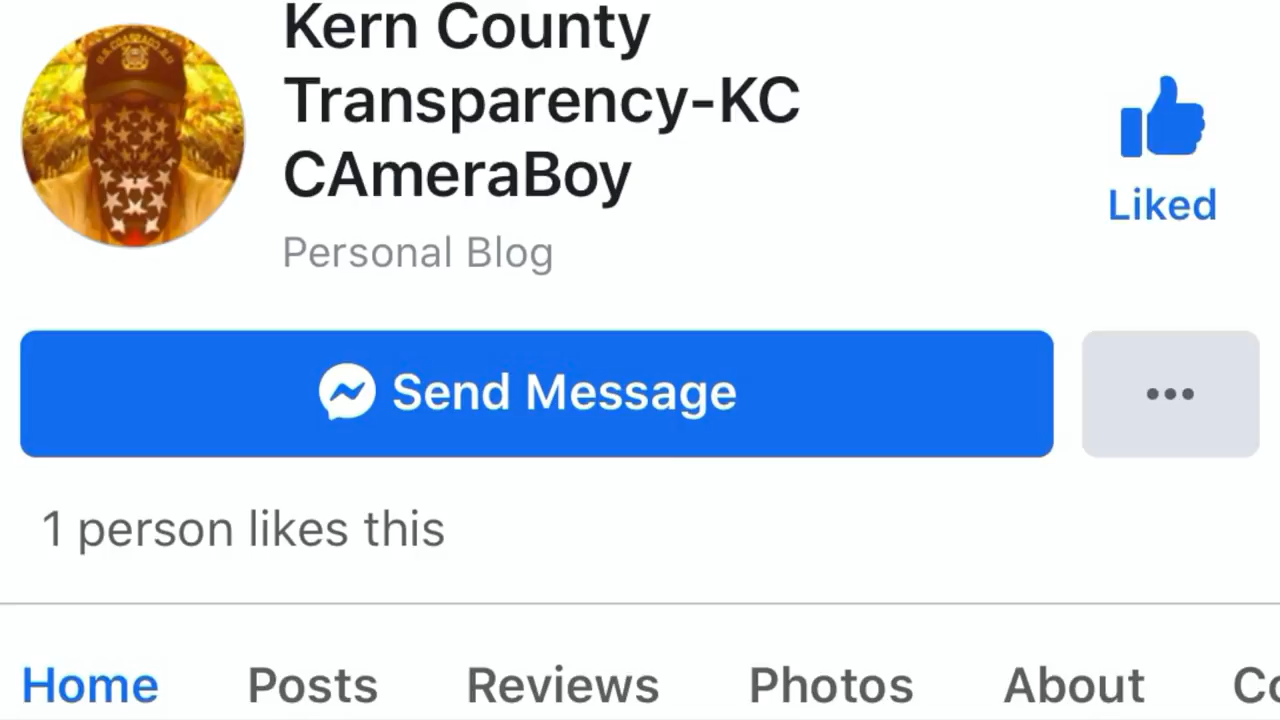 Kern County
Transparency-KC
CAmeraBoy
Liked
Personal Blog
Send Message
1 person likes this
Home Posts Reviews Photos About Co